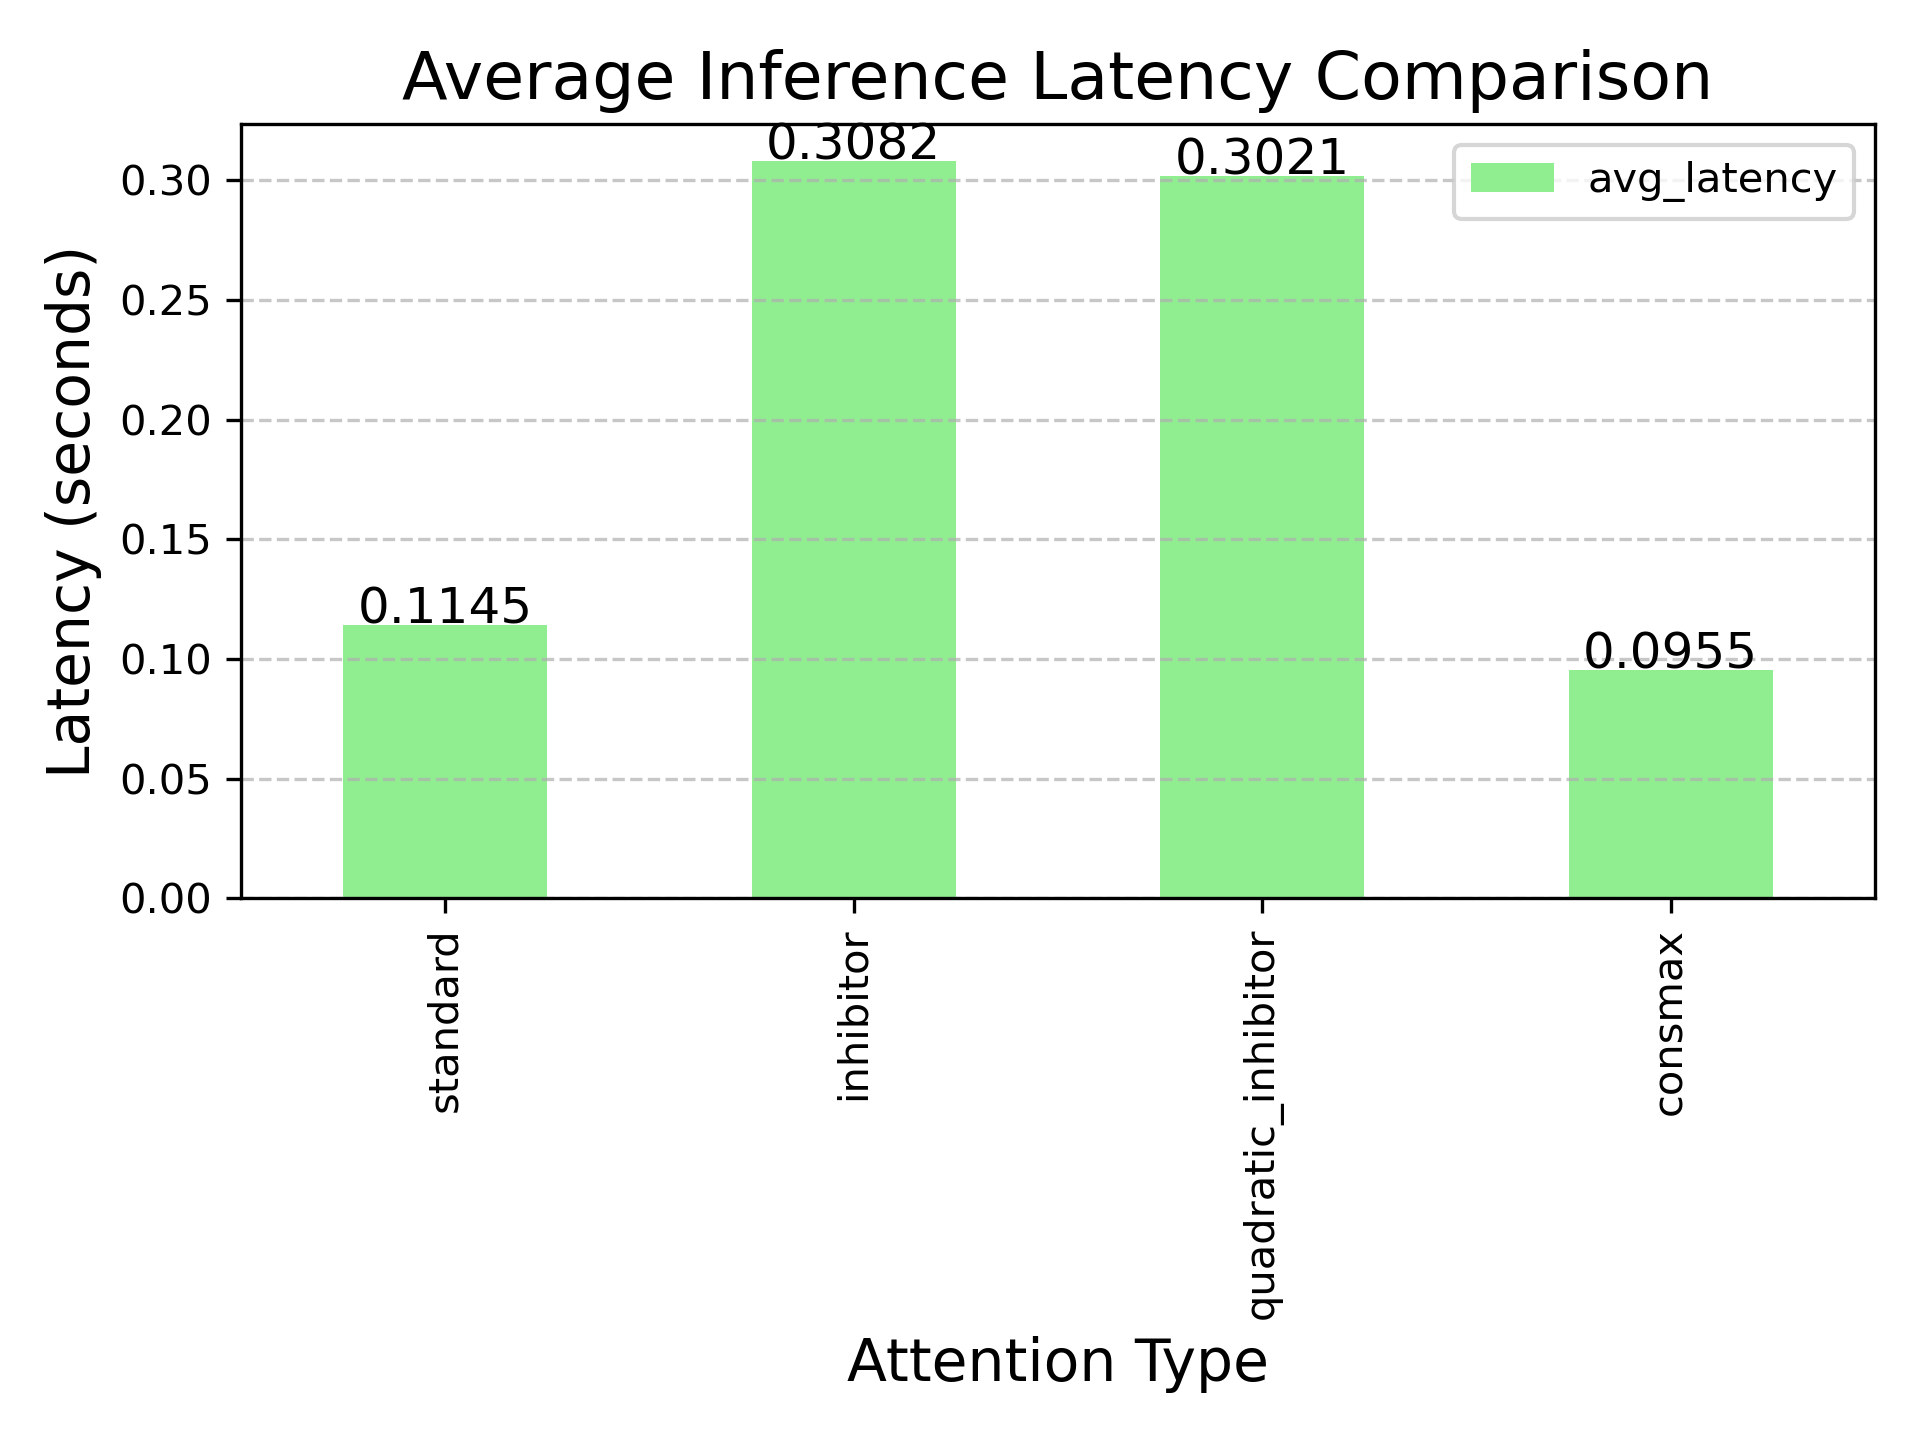 Average Inference Latency Comparison
0.3082
0.3021
avg_latency
0.30
0.25
0.20
0.15
0.1145
0.10
0.0955
0.05
0.00
Latency (seconds)
standard
inhibitor
quadratic_inhibitor
consmax
Attention Type